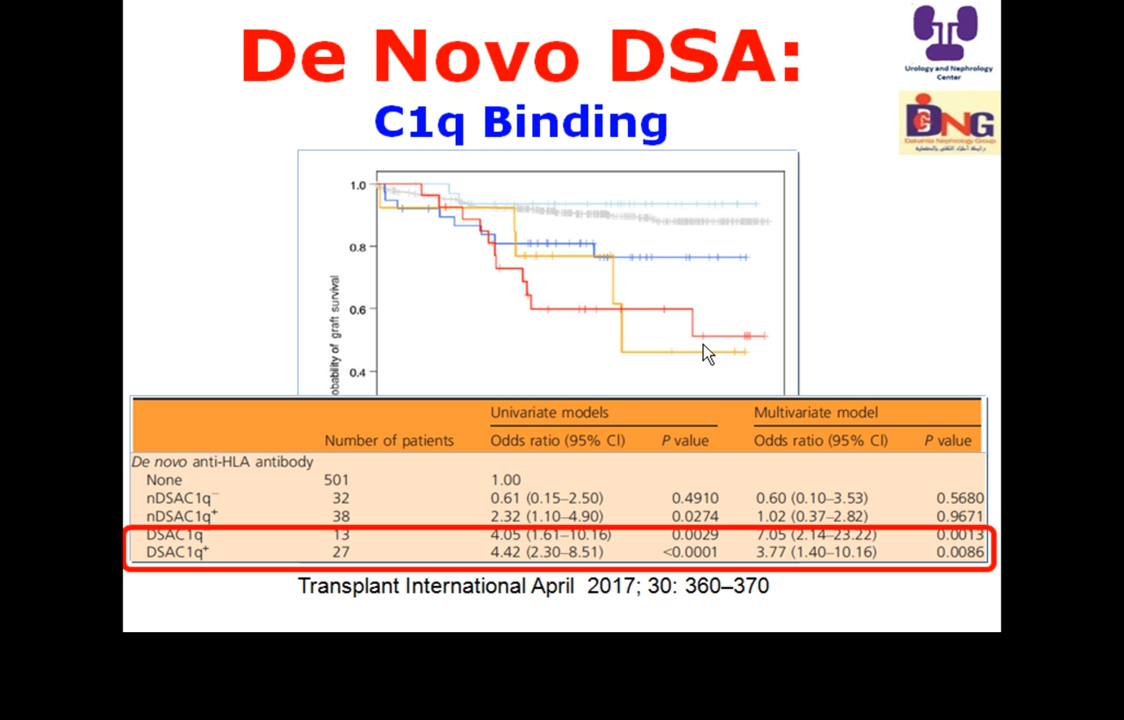 De Novo DSA:
C1q Binding
Urology and Nephrology
Center
DNG
Dakahlia Nephrology Group
1.0
0.8
0.6
0.4
obability of graft survival
Univariate models Multivariate model
Number of patients Odds ratio (95% CI) P value Odds ratio (95% CI) P value
De novo anti-HLA antibody
None 501 1.00
nDSAC1q⁻ 32 0.61 (0.15–2.50) 0.4910 0.60 (0.10–3.53) 0.5680
nDSAC1q⁺ 38 2.32 (1.10–4.90) 0.0274 1.02 (0.37–2.82) 0.9671
DSAC1q 13 4.05 (1.61–10.16) 0.0029 7.05 (2.14–23.22) 0.0013
DSAC1q⁺ 27 4.42 (2.30–8.51) <0.0001 3.77 (1.40–10.16) 0.0086
Transplant International April 2017; 30: 360–370